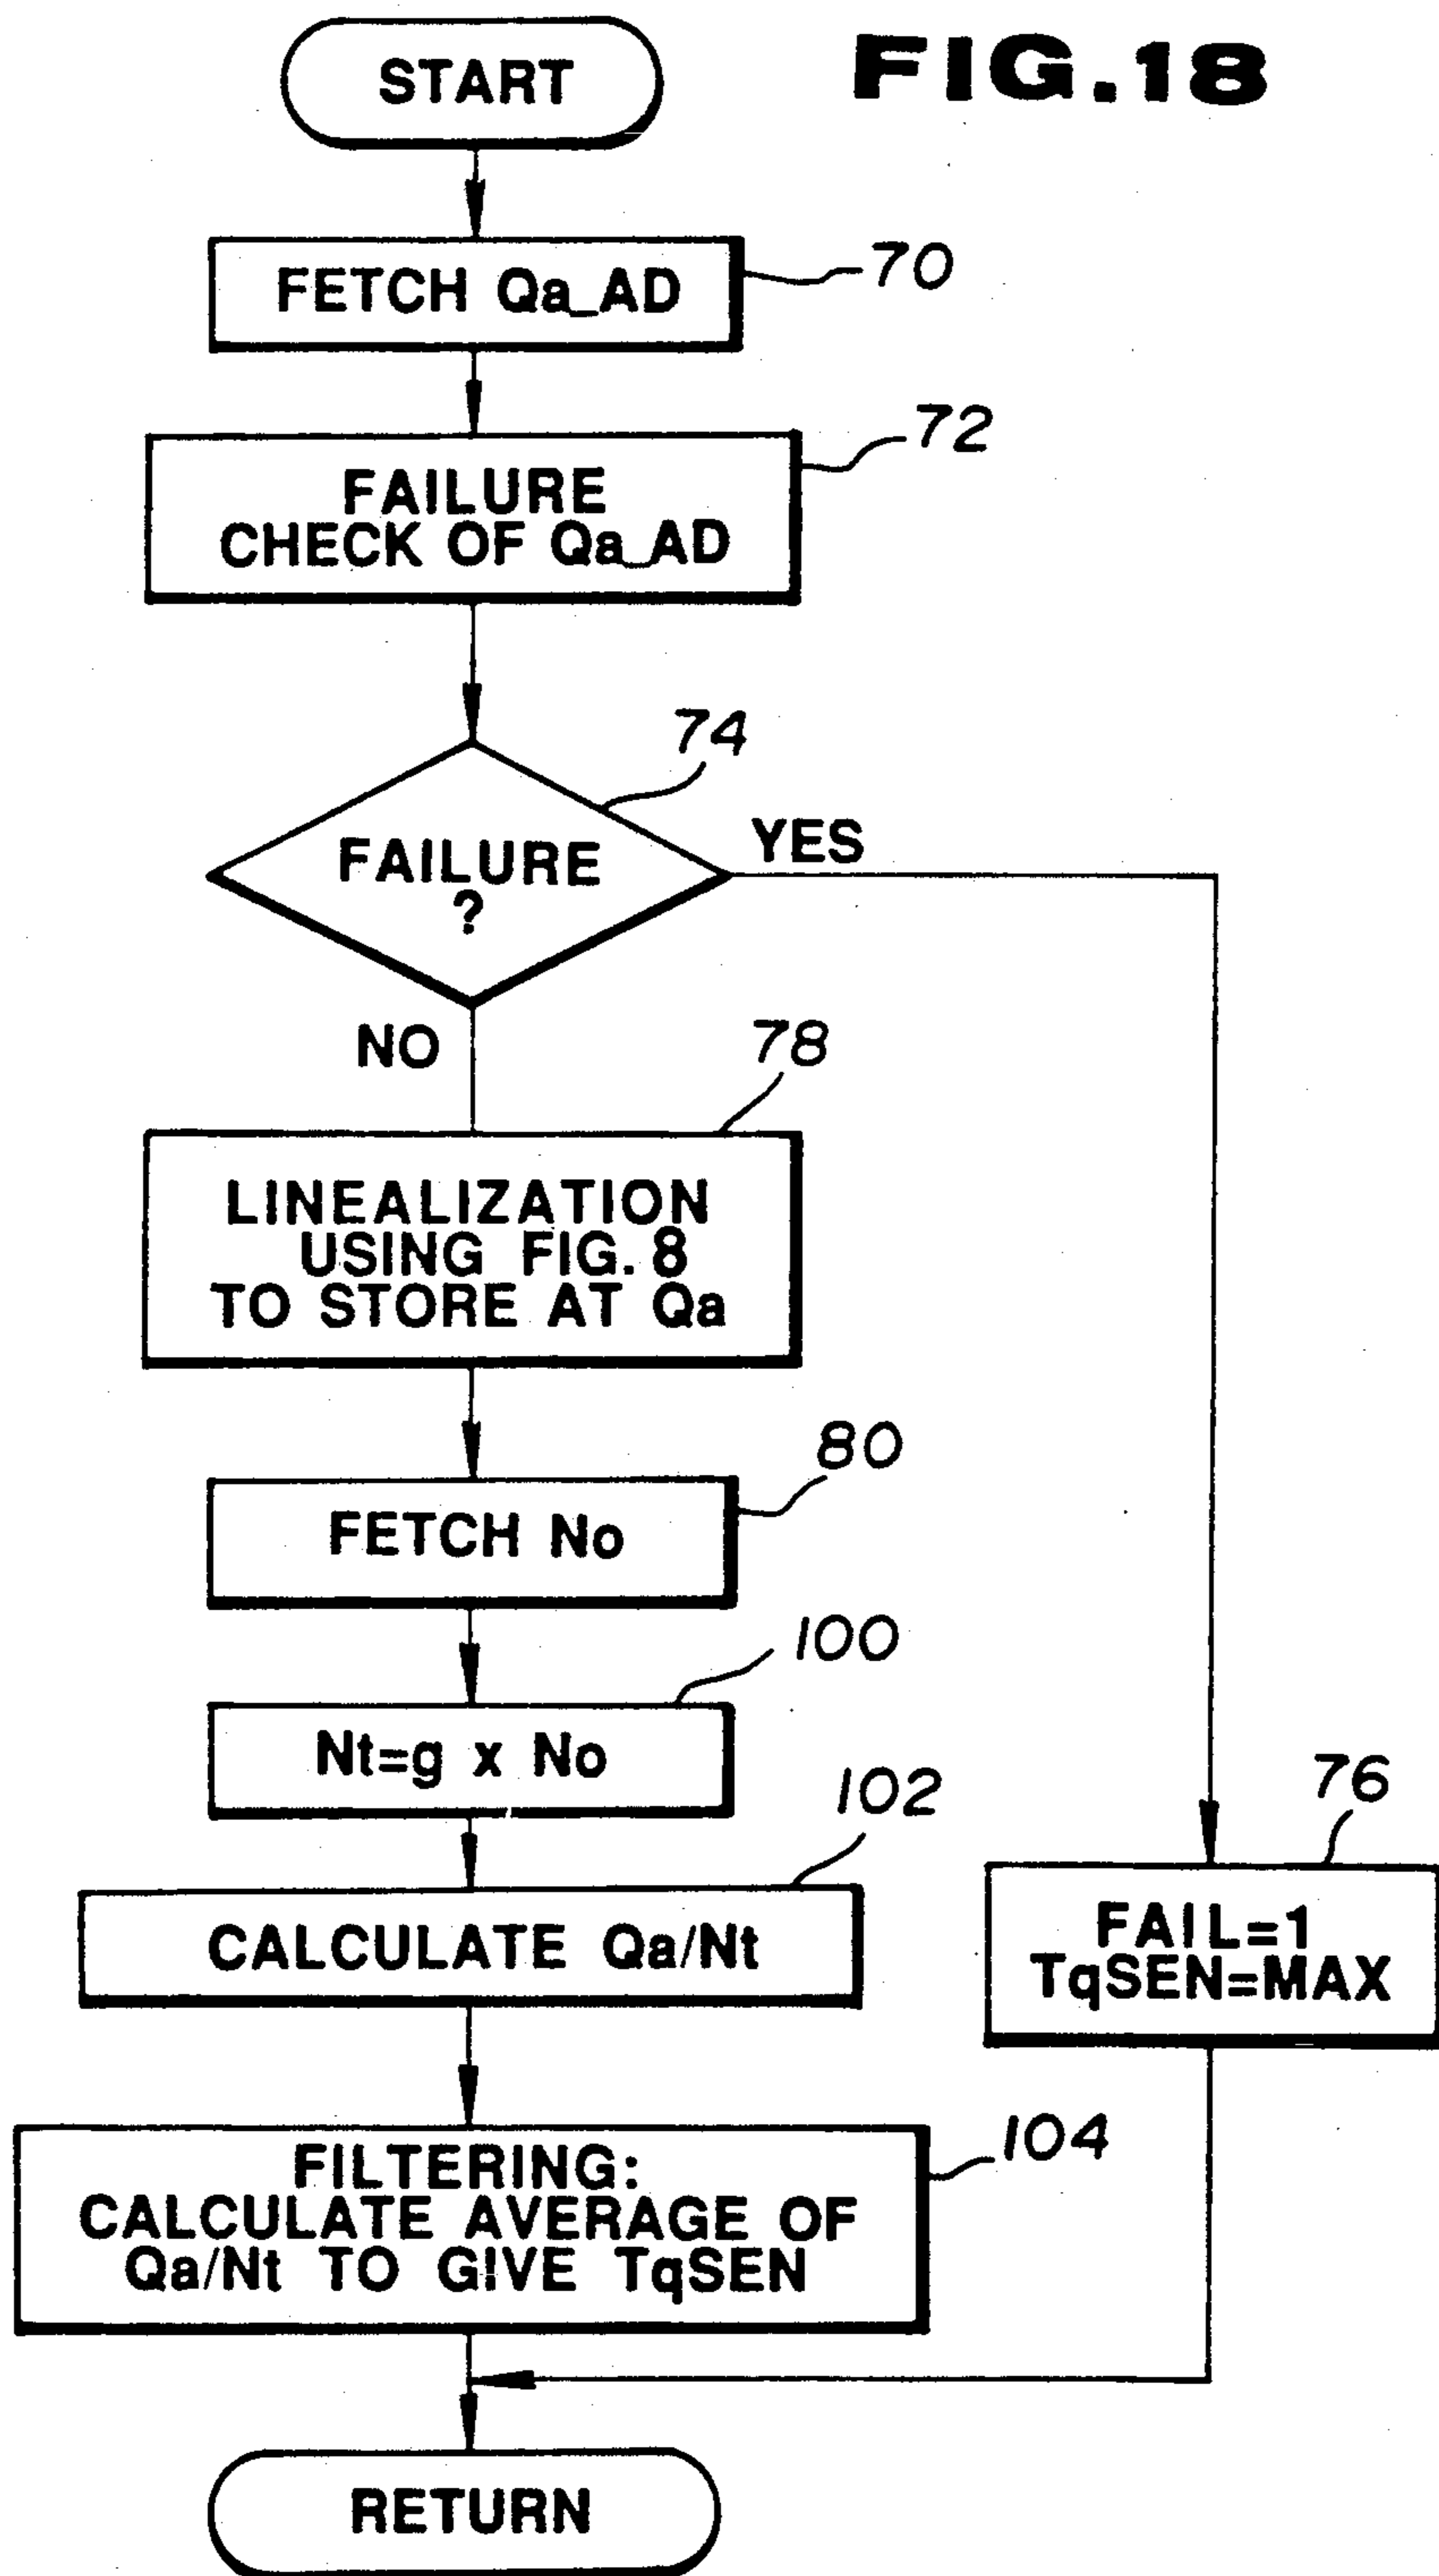 START
FIG.18
FETCH Qa_AD
70
FAILURE
CHECK OF Qa_AD
72
74
FAILURE
?
YES
NO
78
LINEALIZATION
USING FIG. 8
TO STORE AT Qa
80
FETCH No
100
Nt=g x No
102
CALCULATE Qa/Nt
76
FAIL=1
TqSEN=MAX
104
FILTERING:
CALCULATE AVERAGE OF
Qa/Nt TO GIVE TqSEN
RETURN